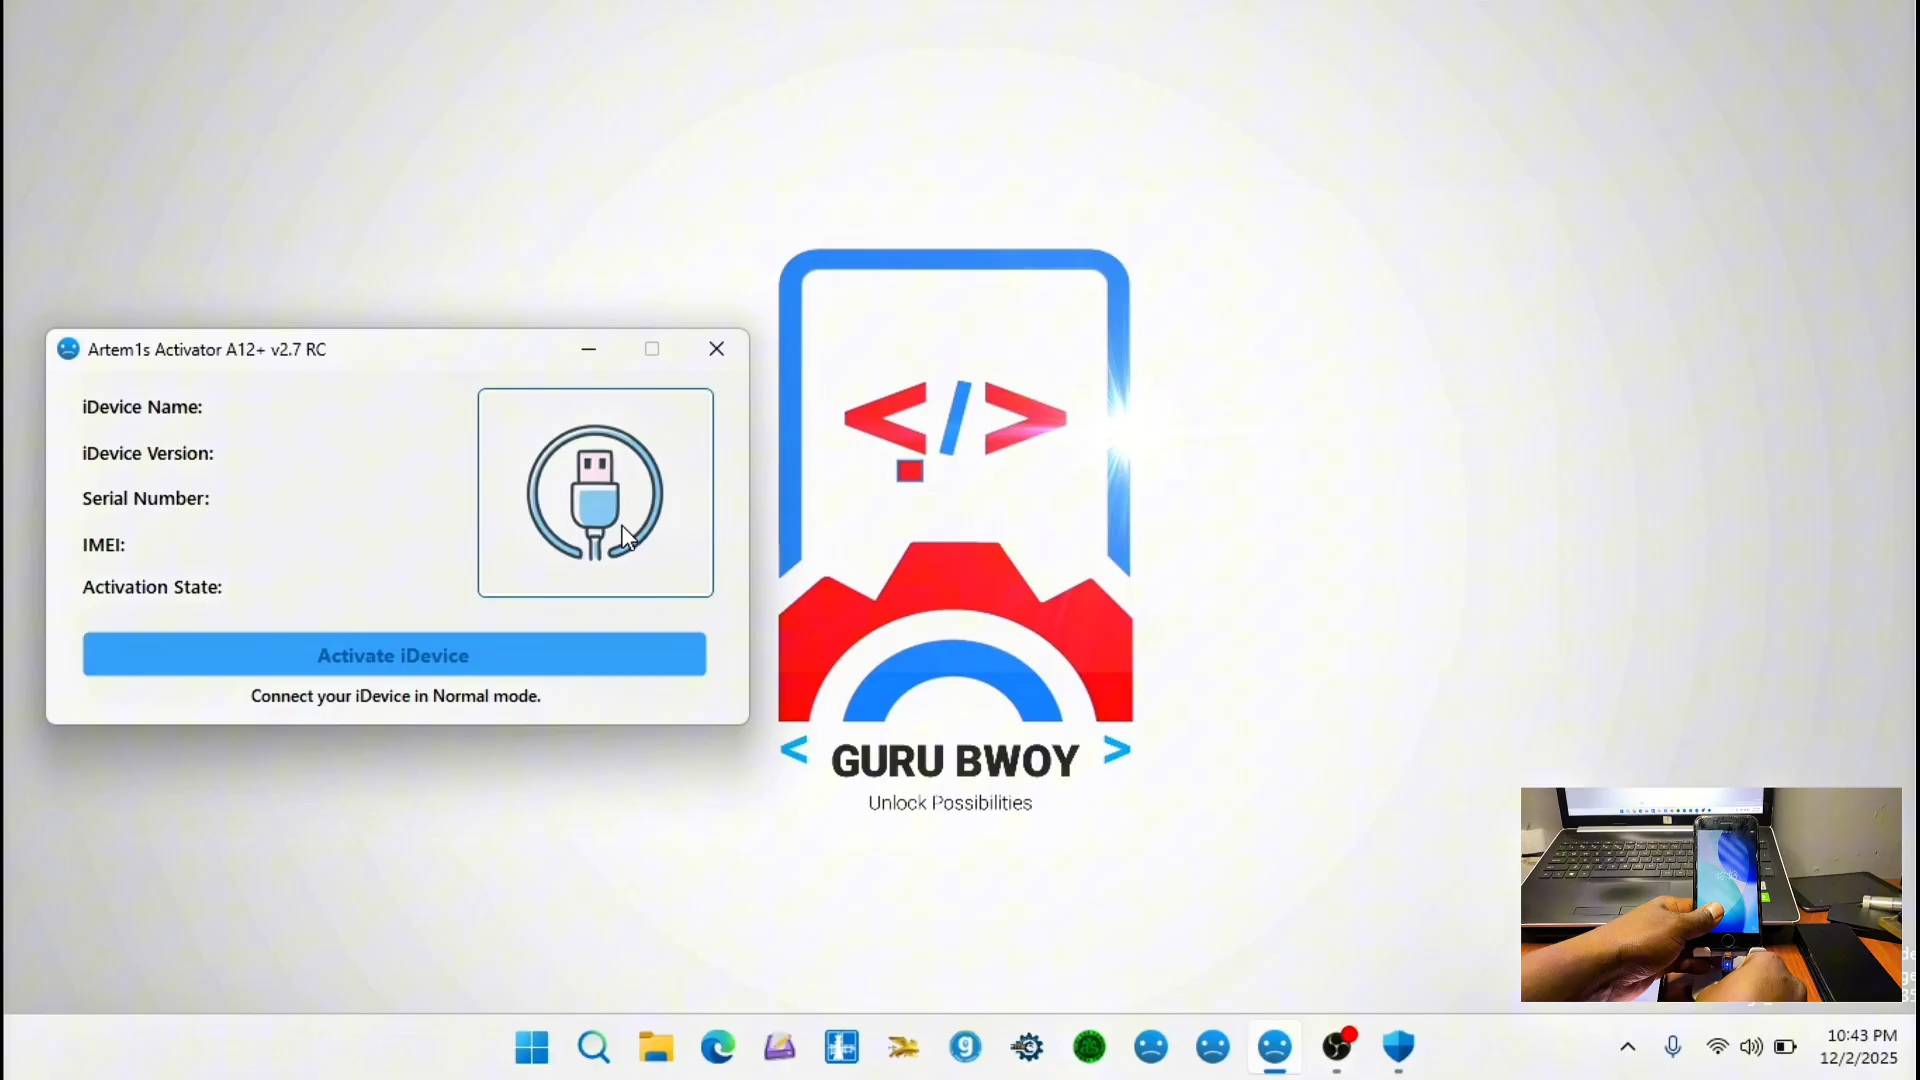 Artem1s Activator A12+ v2.7 RC
iDevice Name:
iDevice Version:
Serial Number:
IMEI:
Activation State:
Activate iDevice
Connect your iDevice in Normal mode.
</>
< GURU BWOY >
Unlock Possibilities
10:43 PM
12/2/2025